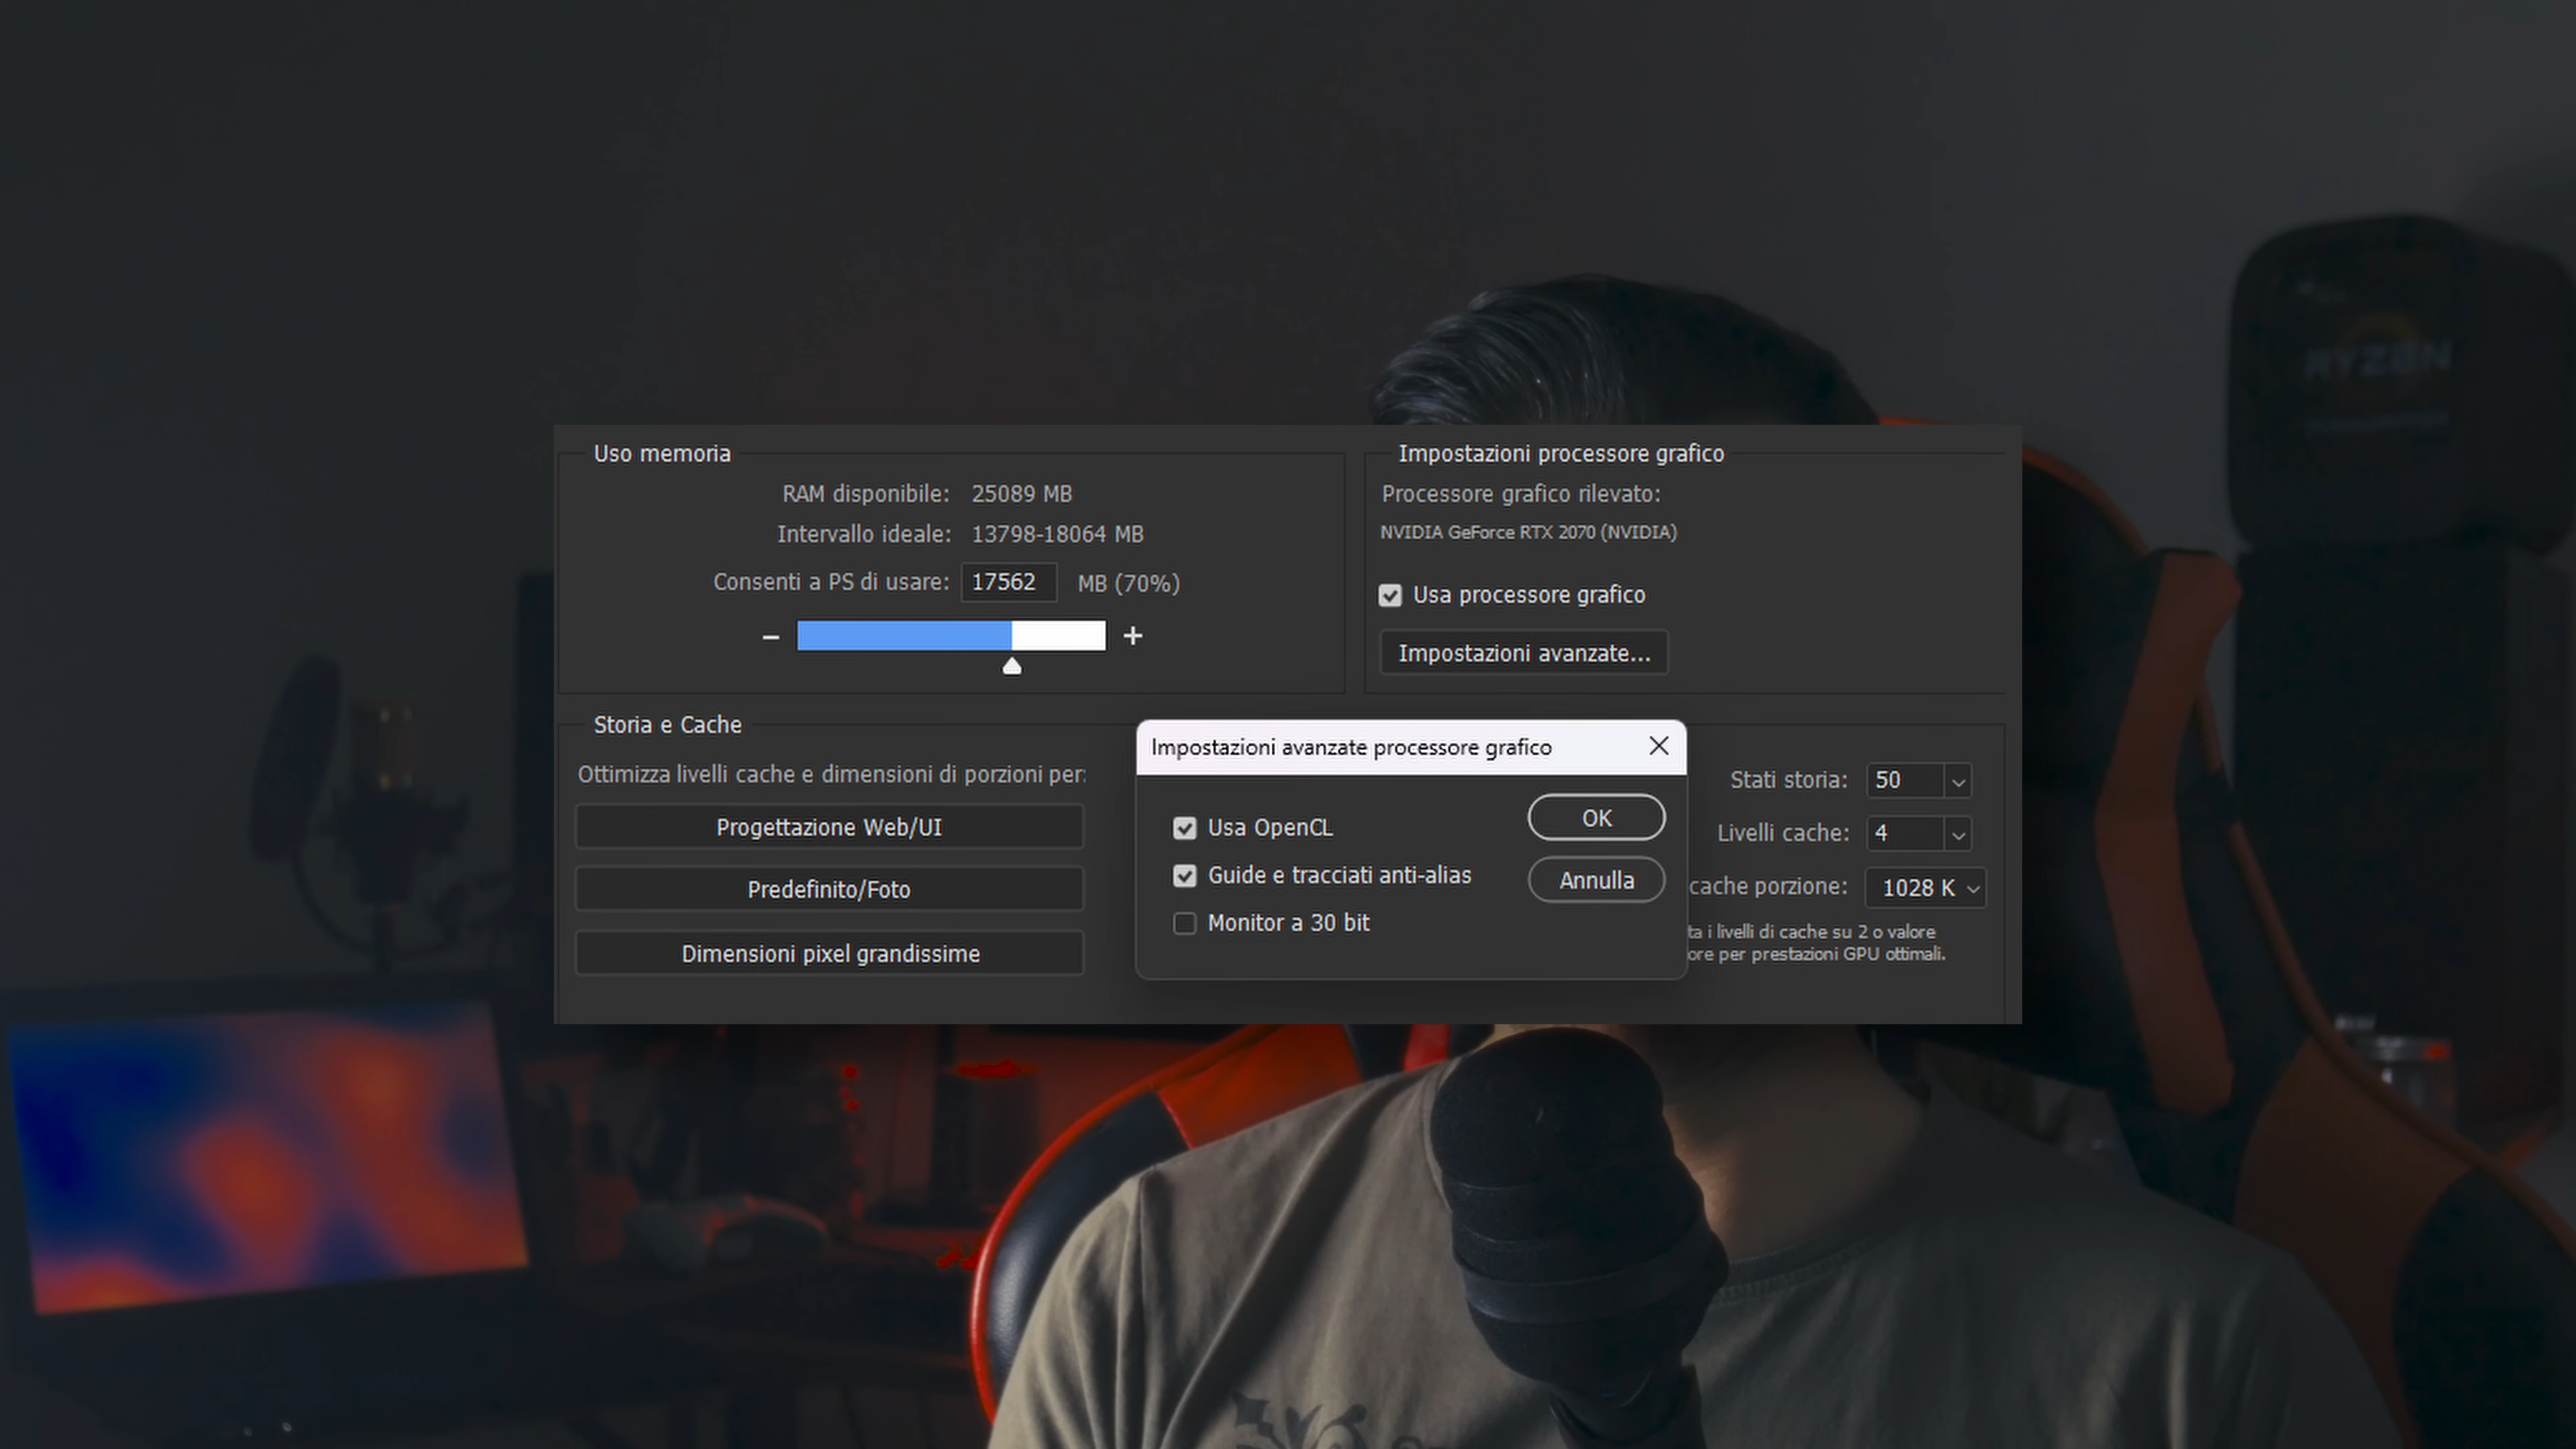 RYZEN
Uso memoria
RAM disponibile: 25089 MB
Intervallo ideale: 13798-18064 MB
Consenti a PS di usare: 17562 MB (70%)
Impostazioni processore grafico
Processore grafico rilevato:
NVIDIA GeForce RTX 2070 (NVIDIA)
Usa processore grafico
Impostazioni avanzate...
Storia e Cache
Ottimizza livelli cache e dimensioni di porzioni per:
Progettazione Web/UI
Predefinito/Foto
Dimensioni pixel grandissime
Impostazioni avanzate processore grafico
Usa OpenCL
Guide e tracciati anti-alias
Monitor a 30 bit
OK
Annulla
Stati storia: 50
Livelli cache: 4
cache porzione: 1028 K
ta i livelli di cache su 2 o valore
ore per prestazioni GPU ottimali.